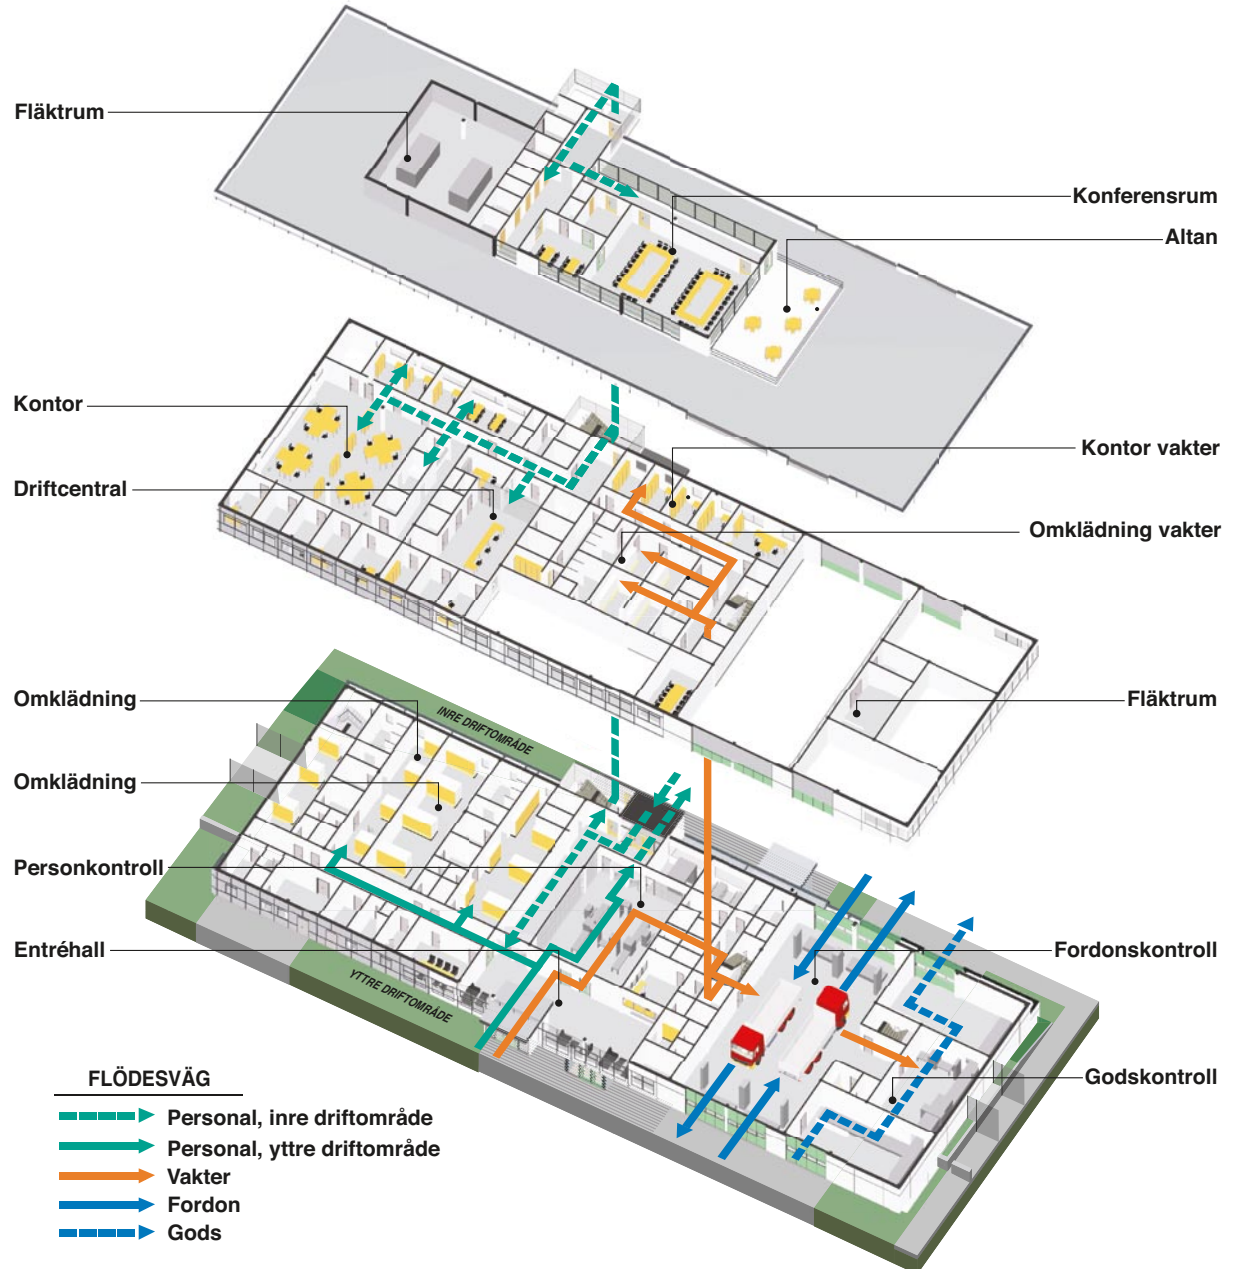 Fläktrum
Konferensrum
Altan
Kontor
Kontor vakter
Driftcentral
Omklädning vakter
Omklädning
Fläktrum
INRE DRIFTOMRÅDE
Omklädning
Personkontroll
Entréhall
Fordonskontroll
YTTRE DRIFTOMRÅDE
Godskontroll
FLÖDESVÄG
Personal, inre driftområde
Personal, yttre driftområde
Vakter
Fordon
Gods